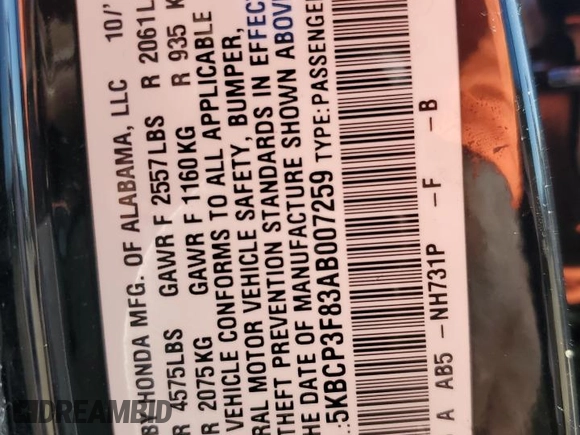 BY HONDA MFG. OF ALABAMA, LLC 10/
R 4575LBS GAWR F 2557LBS R 2061L
R 2075KG GAWR F 1160KG R 935 K
VEHICLE CONFORMS TO ALL APPLICABLE
RAL MOTOR VEHICLE SAFETY, BUMPER,
THEFT PREVENTION STANDARDS IN EFFEC
HE DATE OF MANUFACTURE SHOWN ABOVE
:5KBCP3F83AB007259 TYPE:PASSENGE
A AB5 - NH731P - F - B
DREAMBID